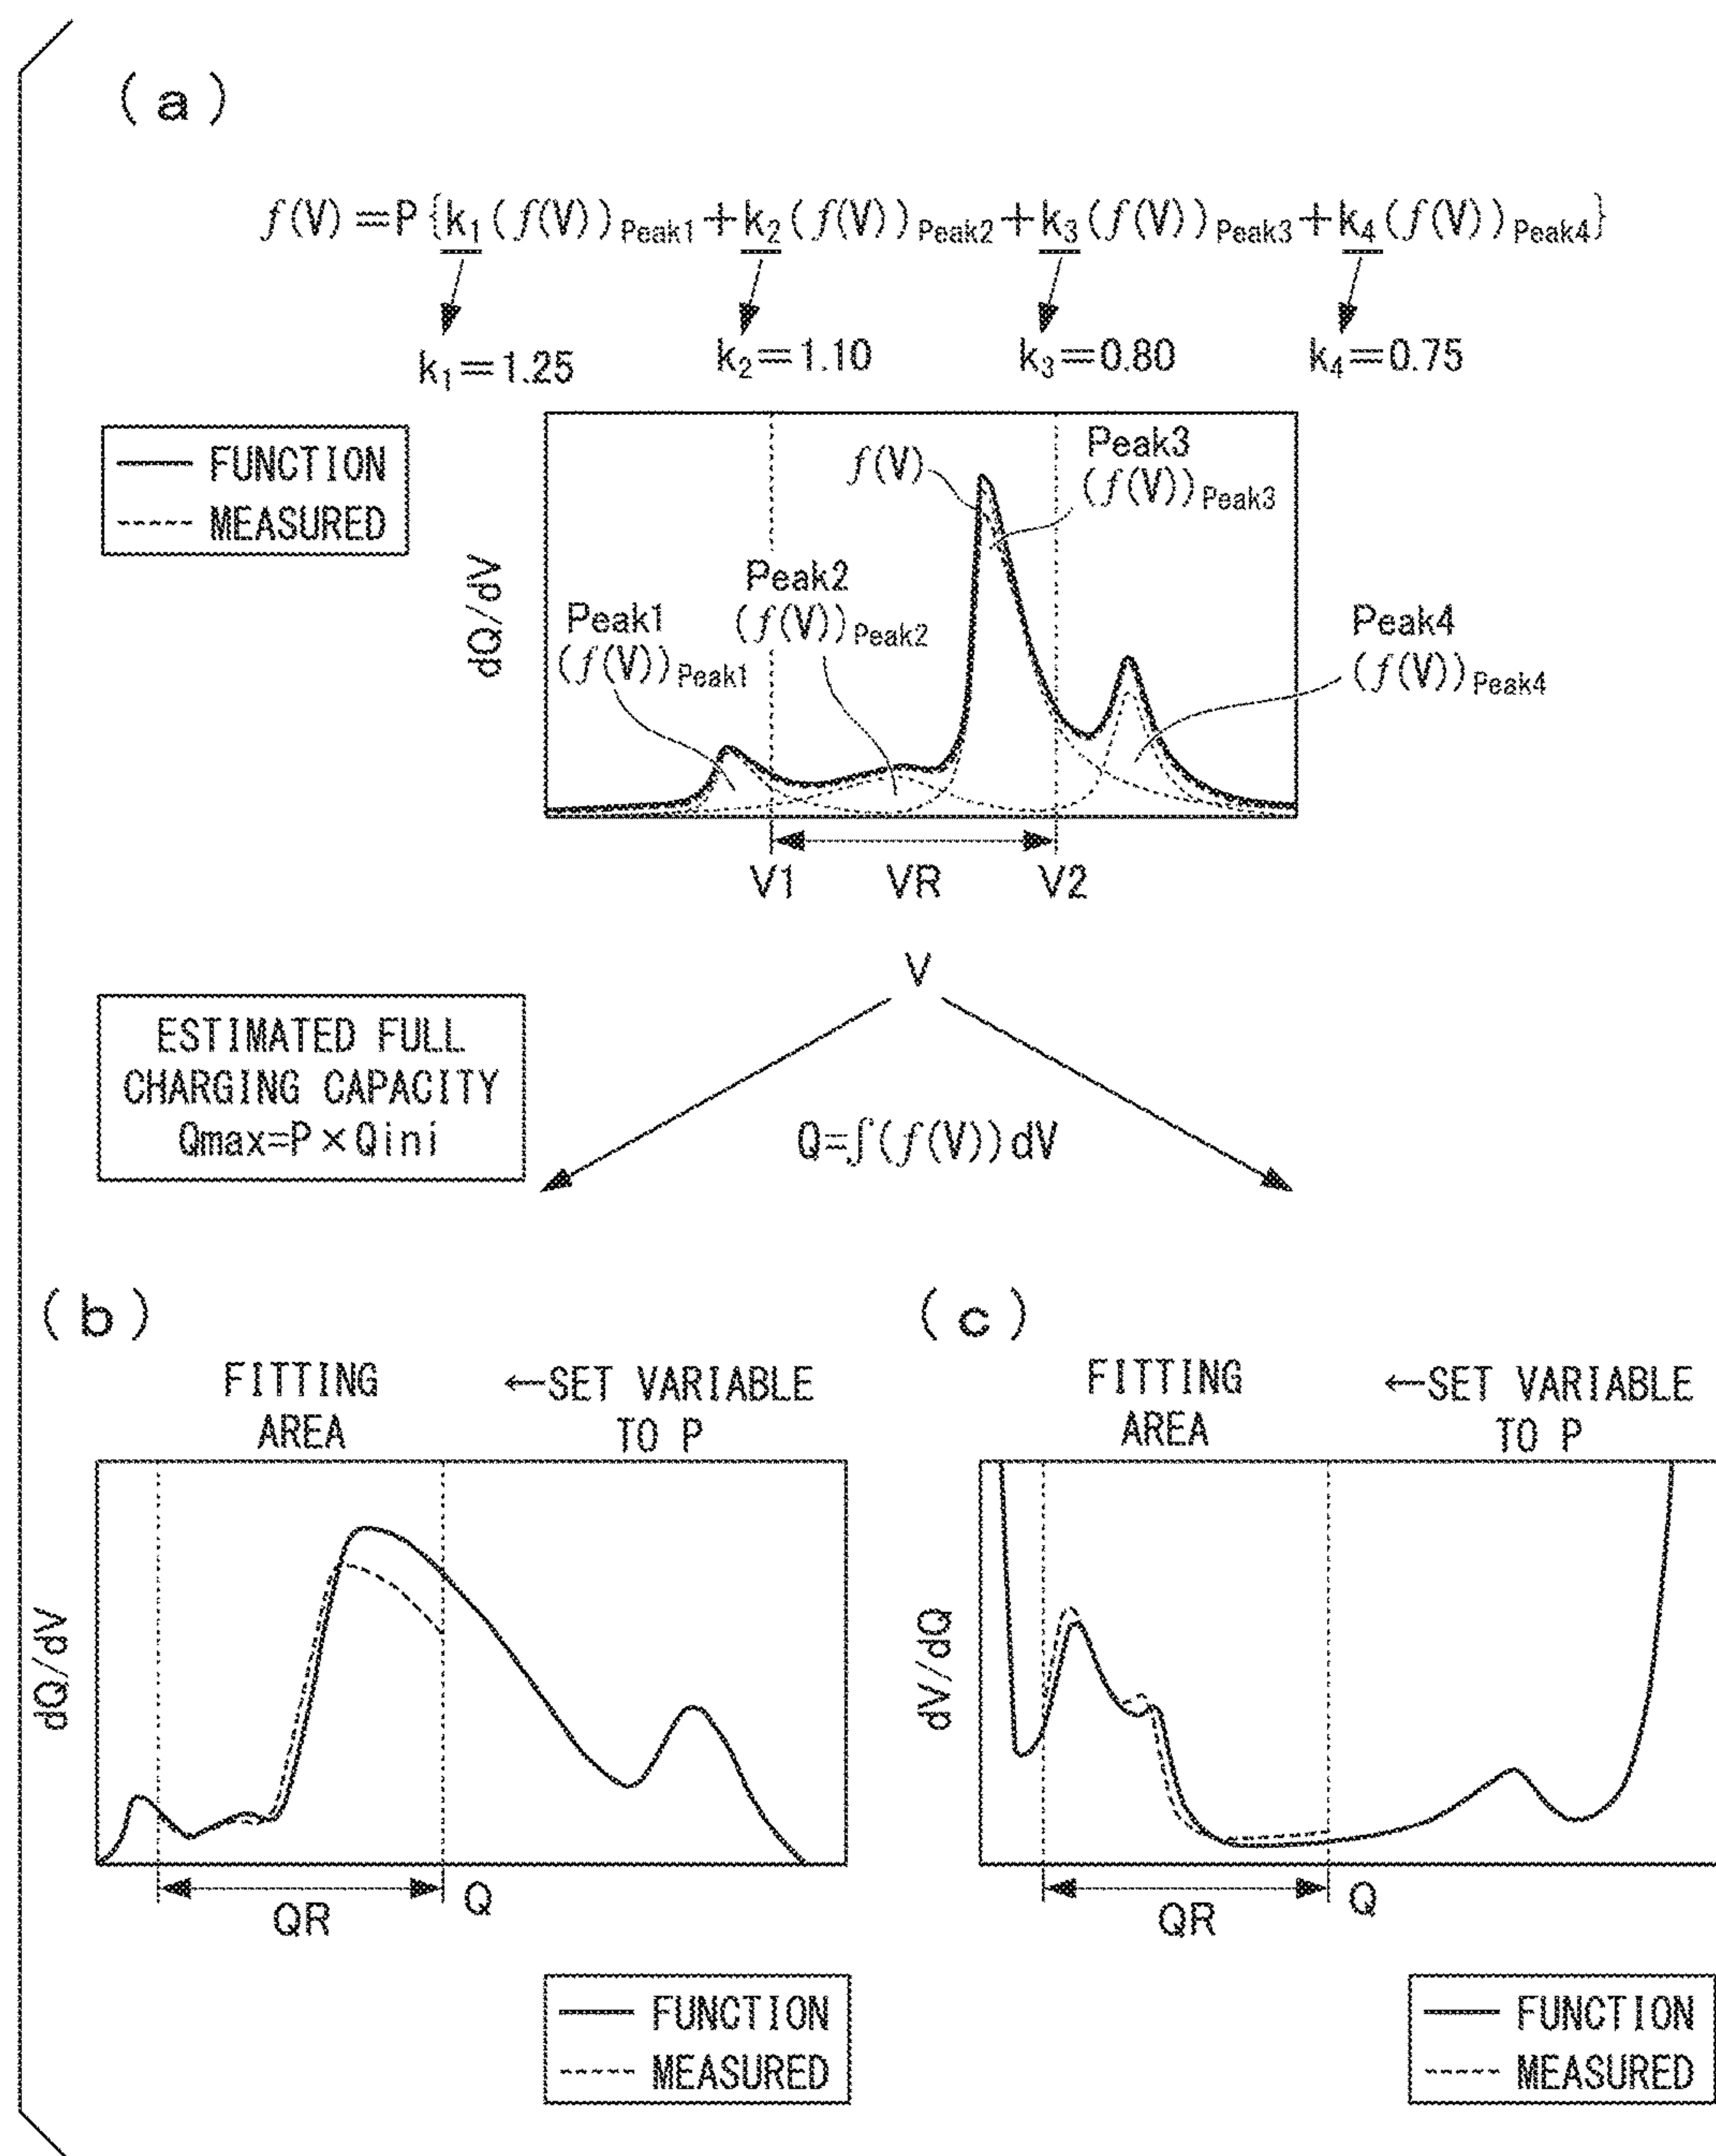 (a)
f(V)=P{k1(f(V))Peak1+k2(f(V))Peak2+k3(f(V))Peak3+k4(f(V))Peak4}
k1=1.25 k2=1.10 k3=0.80 k4=0.75
FUNCTION
MEASURED
dQ/dV
f(V)
Peak3
(f(V))Peak3
Peak2
(f(V))Peak2
Peak1
(f(V))Peak1
Peak4
(f(V))Peak4
V1 VR V2
V
ESTIMATED FULL
CHARGING CAPACITY
Qmax=P×Qini
Q=∫(f(V))dV
(b)
FITTING
AREA
←SET VARIABLE
TO P
dQ/dV
QR
Q
FUNCTION
MEASURED
(c)
FITTING
AREA
←SET VARIABLE
TO P
dV/dQ
QR
Q
FUNCTION
MEASURED